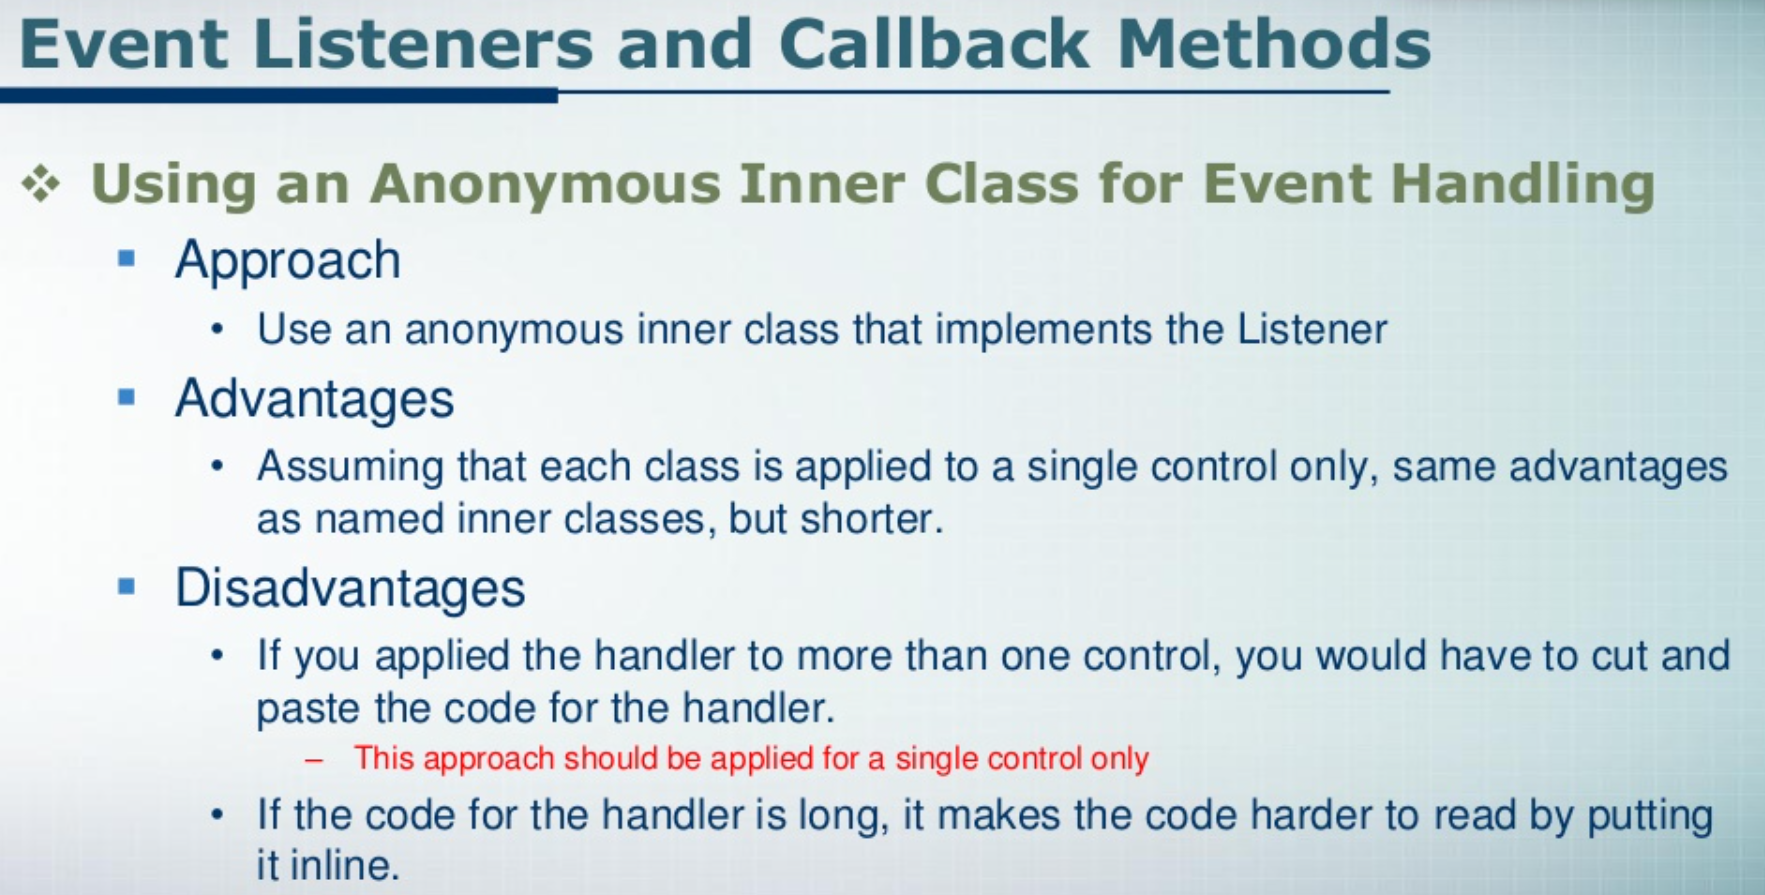 Event Listeners and Callback Methods
❖ Using an Anonymous Inner Class for Event Handling
▪ Approach
• Use an anonymous inner class that implements the Listener
▪ Advantages
• Assuming that each class is applied to a single control only, same advantages
as named inner classes, but shorter.
▪ Disadvantages
• If you applied the handler to more than one control, you would have to cut and
paste the code for the handler.
– This approach should be applied for a single control only
• If the code for the handler is long, it makes the code harder to read by putting
it inline.